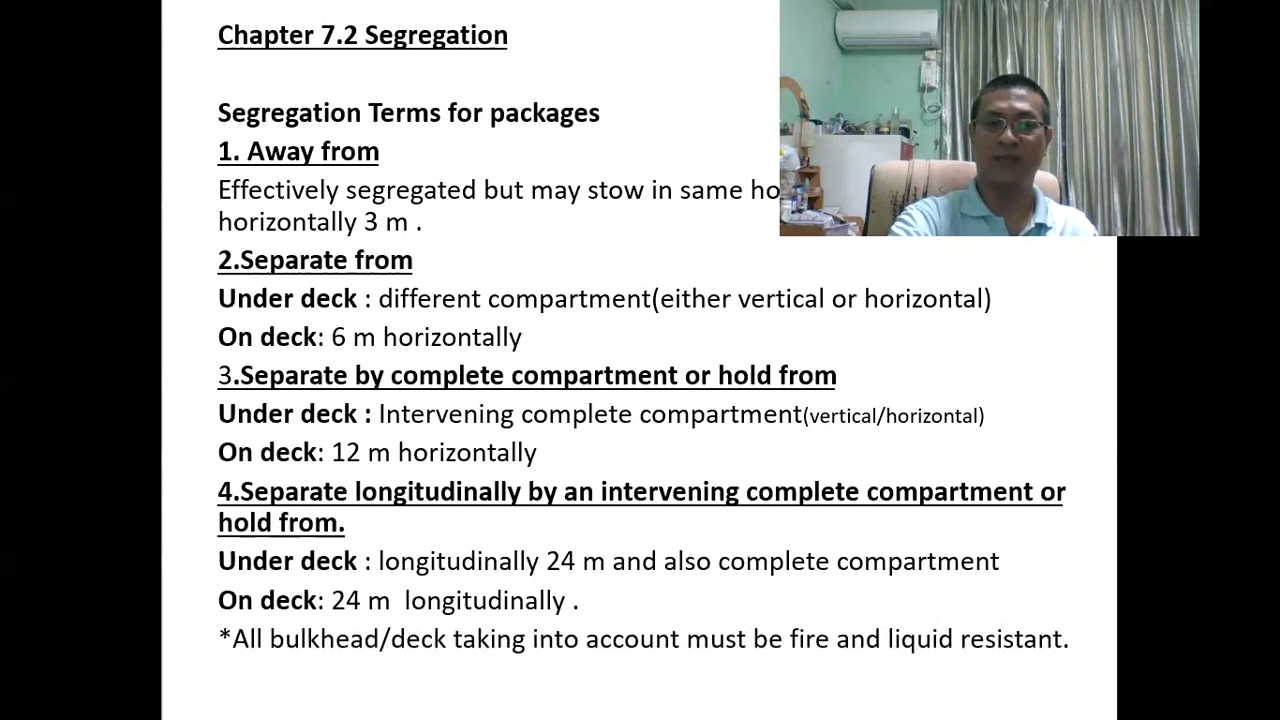 Chapter 7.2 Segregation
Segregation Terms for packages
1. Away from
Effectively segregated but may stow in same
horizontally 3 m .
2.Separate from
Under deck : different compartment(either vertical or horizontal)
On deck: 6 m horizontally
3.Separate by complete compartment or hold from
Under deck : Intervening complete compartment(vertical/horizontal)
On deck: 12 m horizontally
4.Separate longitudinally by an intervening complete compartment or
hold from.
Under deck : longitudinally 24 m and also complete compartment
On deck: 24 m longitudinally .
*All bulkhead/deck taking into account must be fire and liquid resistant.